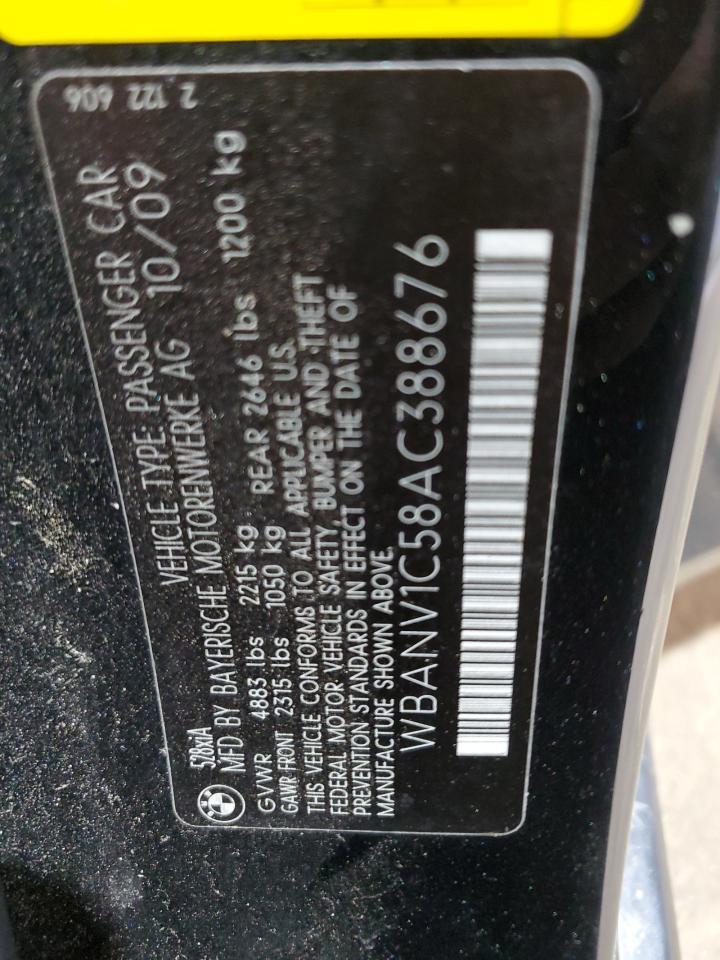 528xiA VEHICLE TYPE: PASSENGER CAR 2 122 606
MFD BY BAYERISCHE MOTORENWERKE AG 10/09
GVWR 4883 lbs 2215 kg
GAWR FRONT 2315 lbs 1050 kg REAR 2646 lbs 1200 kg
THIS VEHICLE CONFORMS TO ALL APPLICABLE U.S.
FEDERAL MOTOR VEHICLE SAFETY, BUMPER AND THEFT
PREVENTION STANDARDS IN EFFECT ON THE DATE OF
MANUFACTURE SHOWN ABOVE.
WBANV1C58AC388676